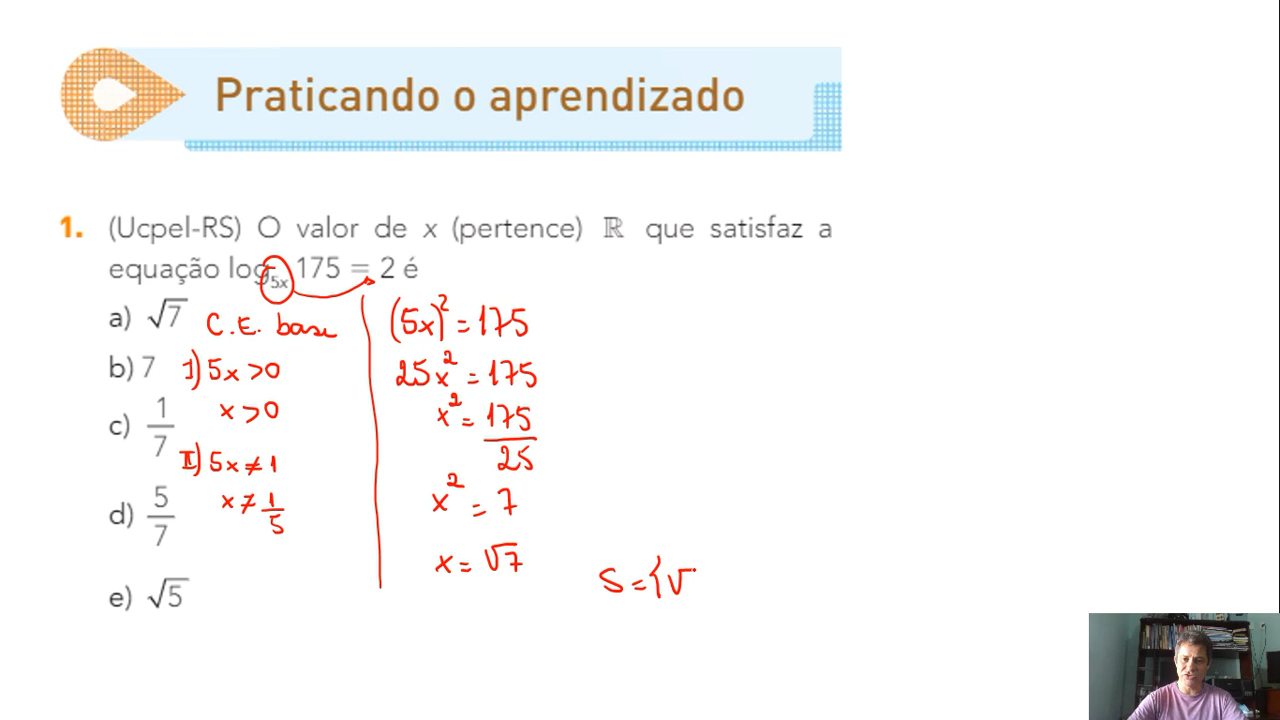 Praticando o aprendizado
1. (Ucpel-RS) O valor de x (pertence) ℝ que satisfaz a
equação log₅ₓ 175 = 2 é
a) √7
b) 7
c) 1/7
d) 5/7
e) √5
C.E. base
I) 5x > 0
x > 0
II) 5x ≠ 1
x ≠ 1/5
(5x)² = 175
25x² = 175
x² = 175/25
x² = 7
x = √7
S = {√